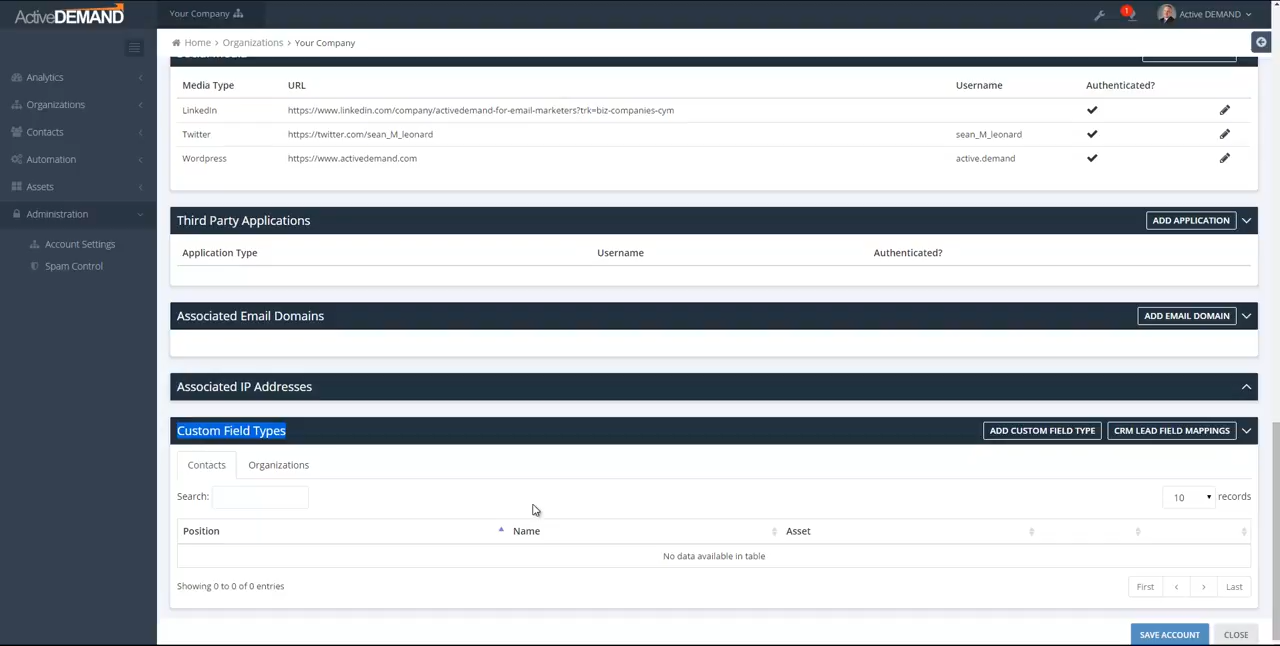 ActiveDEMAND
Your Company
1
Active DEMAND
Home > Organizations > Your Company
Analytics
Organizations
Contacts
Automation
Assets
Administration
Account Settings
Spam Control
Media Type URL Username Authenticated?
LinkedIn https://www.linkedin.com/company/activedemand-for-email-marketers?trk=biz-companies-cym
Twitter https://twitter.com/sean_M_leonard sean_M_leonard
Wordpress https://www.activedemand.com active.demand
Third Party Applications ADD APPLICATION
Application Type Username Authenticated?
Associated Email Domains ADD EMAIL DOMAIN
Associated IP Addresses
Custom Field Types ADD CUSTOM FIELD TYPE CRM LEAD FIELD MAPPINGS
Contacts Organizations
Search: 10 records
Position Name Asset
No data available in table
Showing 0 to 0 of 0 entries First < > Last
SAVE ACCOUNT CLOSE